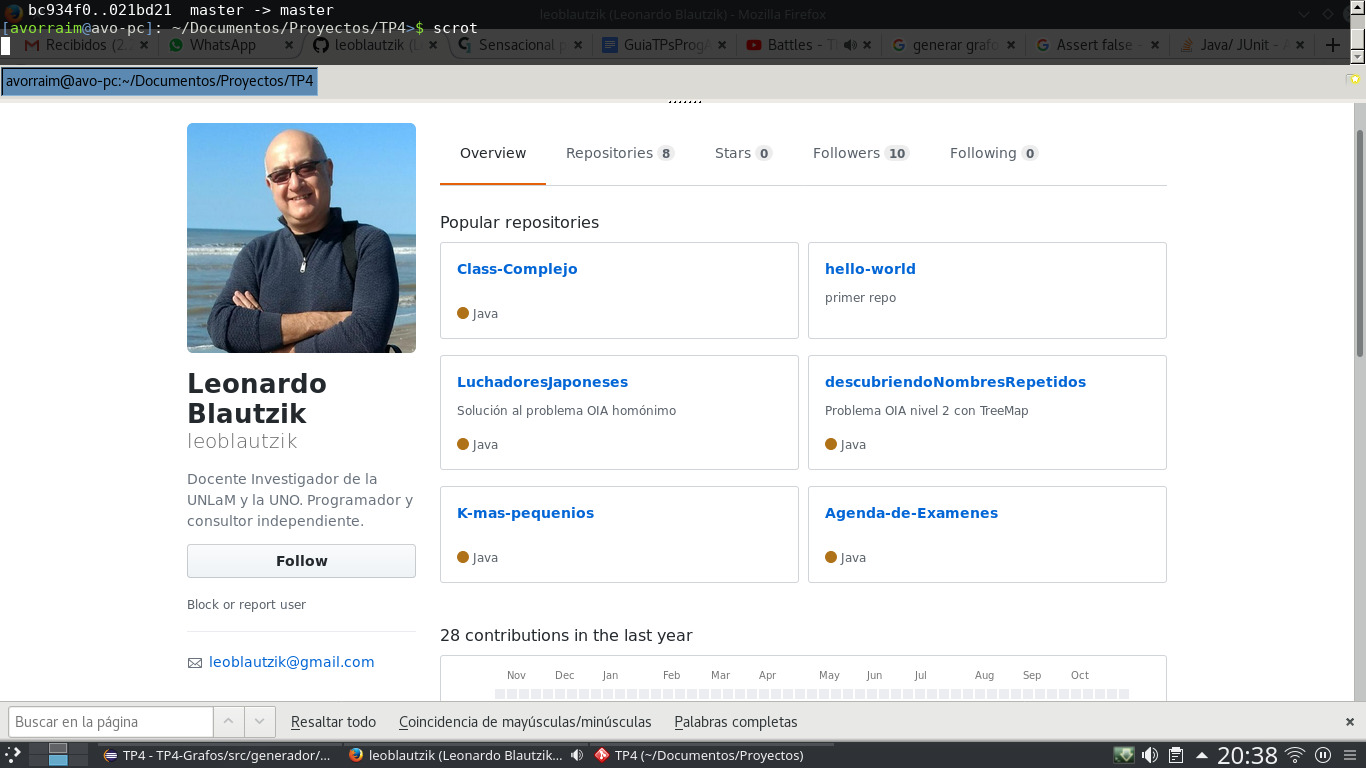 bc934f0..021bd21  master -> master
leoblautzik (Leonardo Blautzik) - Mozilla Firefox
[avorraim@avo-pc]: ~/Documentos/Proyectos/TP4>$ scrot
Recibidos (2. WhatsApp leoblautzik (L Sensacional p GuiaTPsProg/ Battles - Th generar grafo Assert false - Java/ JUnit - A
avorraim@avo-pc:~/Documentos/Proyectos/TP4
Overview Repositories 8 Stars 0 Followers 10 Following 0
Popular repositories
Class-Complejo
Java
hello-world
primer repo
LuchadoresJaponeses
Solución al problema OIA homónimo
Java
descubriendoNombresRepetidos
Problema OIA nivel 2 con TreeMap
Java
K-mas-pequenios
Java
Agenda-de-Examenes
Java
Leonardo
Blautzik
leoblautzik
Docente Investigador de la
UNLaM y la UNO. Programador y
consultor independiente.
Follow
Block or report user
leoblautzik@gmail.com
28 contributions in the last year
Nov Dec Jan Feb Mar Apr May Jun Jul Aug Sep Oct
Buscar en la página Resaltar todo Coincidencia de mayúsculas/minúsculas Palabras completas
TP4 - TP4-Grafos/src/generador/... leoblautzik (Leonardo Blautzik... TP4 (~/Documentos/Proyectos) 20:38